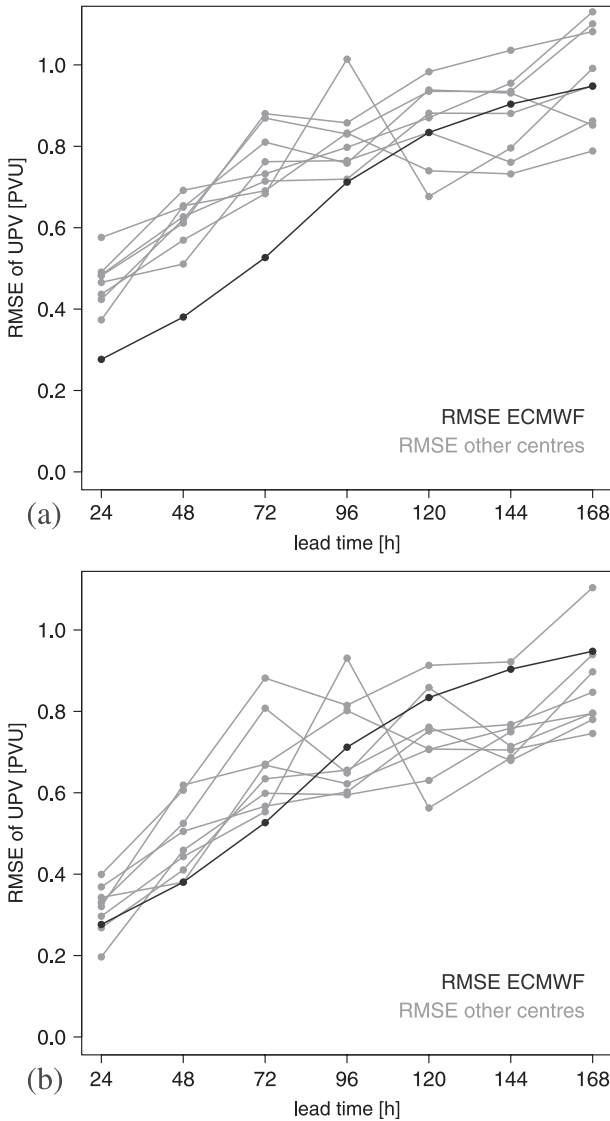 1.0
0.8
0.6
0.4
0.2
0.0
RMSE of UPV [PVU]
RMSE ECMWF
RMSE other centres
(a)
24 48 72 96 120 144 168
lead time [h]
1.0
0.8
0.6
0.4
0.2
0.0
RMSE of UPV [PVU]
RMSE ECMWF
RMSE other centres
(b)
24 48 72 96 120 144 168
lead time [h]